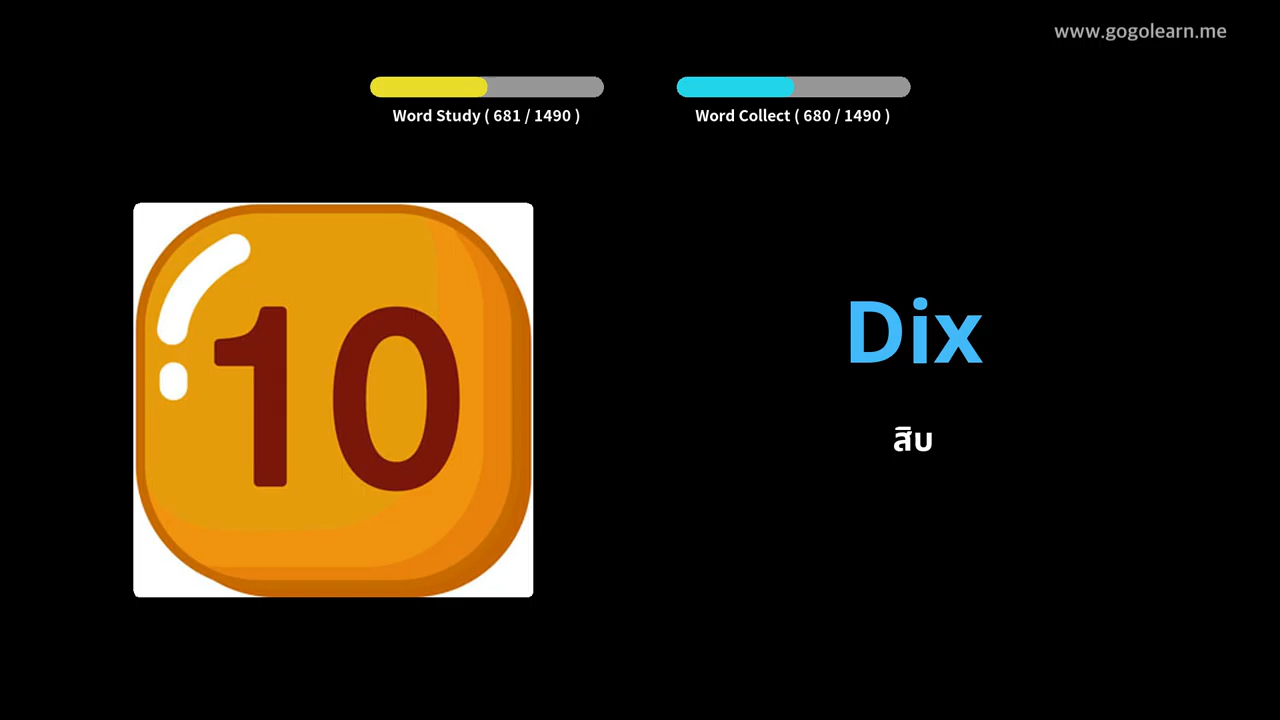 www.gogolearn.me
Word Study ( 681 / 1490 )
Word Collect ( 680 / 1490 )
10
Dix
สิบ